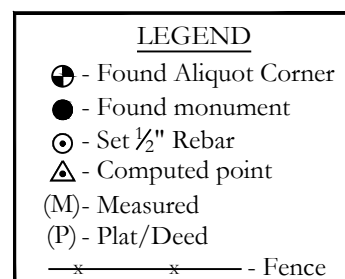 LEGEND
- Found Aliquot Corner
- Found monument
- Set ½" Rebar
- Computed point
(M)- Measured
(P) - Plat/Deed
x x - Fence